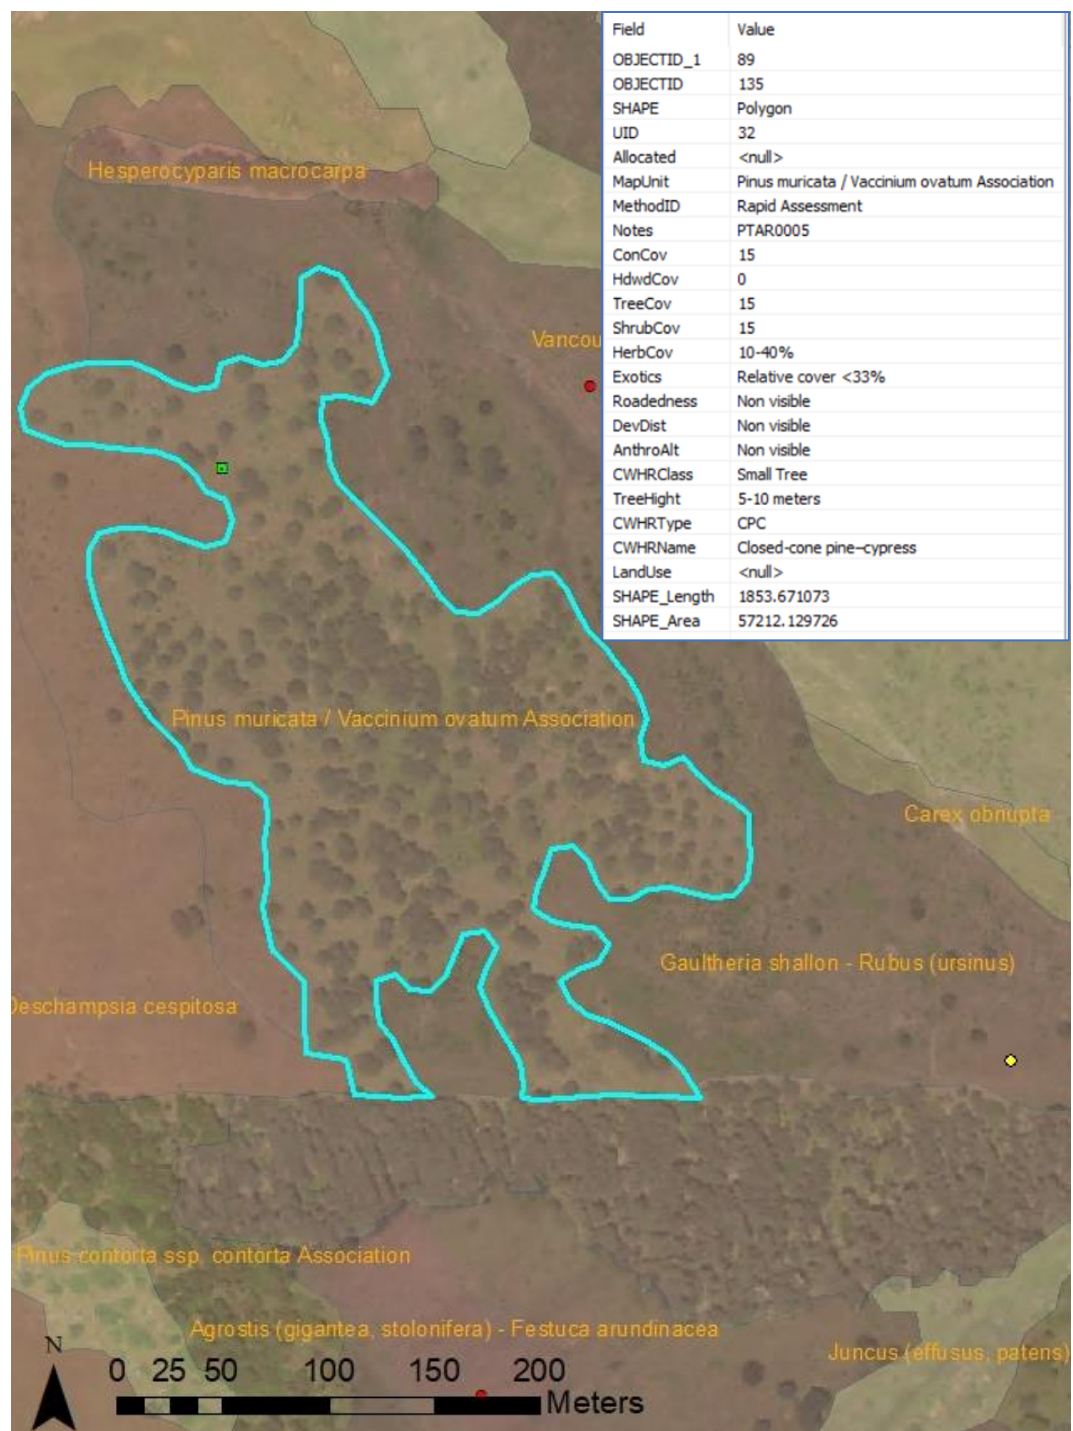 Field Value
OBJECTID_1 89
OBJECTID 135
SHAPE Polygon
UID 32
Allocated <null>
MapUnit Pinus muricata / Vaccinium ovatum Association
MethodID Rapid Assessment
Notes PTAR0005
ConCov 15
HdwdCov 0
TreeCov 15
ShrubCov 15
HerbCov 10-40%
Exotics Relative cover <33%
Roadedness Non visible
DevDist Non visible
AnthroAlt Non visible
CWHRClass Small Tree
TreeHight 5-10 meters
CWHRType CPC
CWHRName Closed-cone pine–cypress
LandUse <null>
SHAPE_Length 1853.671073
SHAPE_Area 57212.129726
Hesperocyparis macrocarpa
Vancou
Pinus muricata / Vaccinium ovatum Association
Carex obnupta
Gaultheria shallon - Rubus (ursinus)
Deschampsia cespitosa
Pinus contorta ssp. contorta Association
Agrostis (gigantea, stolonifera) - Festuca arundinacea
Juncus (effusus, patens)
N
0 25 50 100 150 200
Meters